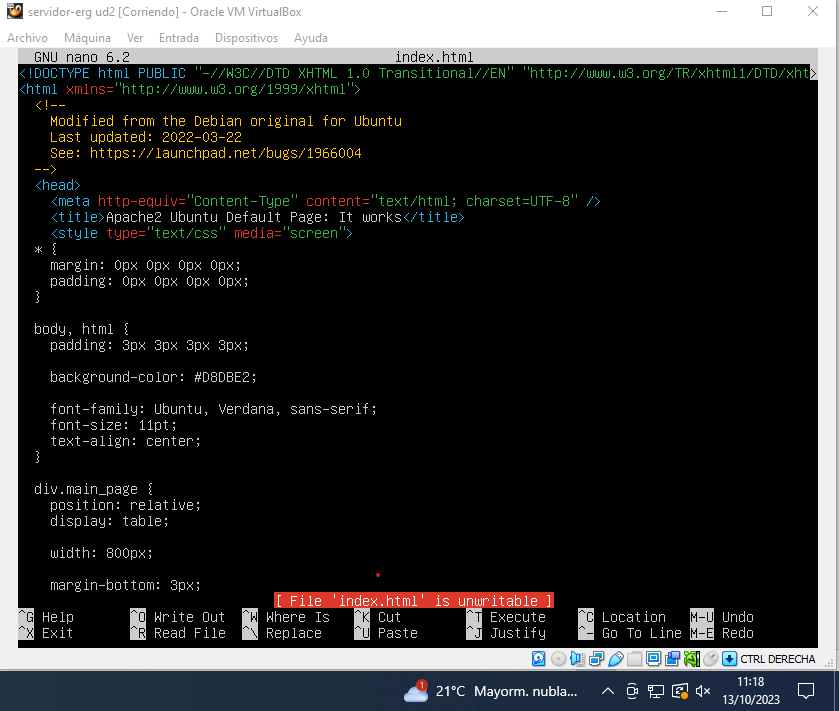 servidor-erg ud2 [Corriendo] - Oracle VM VirtualBox
Archivo Máquina Ver Entrada Dispositivos Ayuda
GNU nano 6.2 index.html
<!DOCTYPE html PUBLIC "-//W3C//DTD XHTML 1.0 Transitional//EN" "http://www.w3.org/TR/xhtml1/DTD/xht>
<html xmlns="http://www.w3.org/1999/xhtml">
  <!--
    Modified from the Debian original for Ubuntu
    Last updated: 2022-03-22
    See: https://launchpad.net/bugs/1966004
  -->
  <head>
    <meta http-equiv="Content-Type" content="text/html; charset=UTF-8" />
    <title>Apache2 Ubuntu Default Page: It works</title>
    <style type="text/css" media="screen">
  * {
    margin: 0px 0px 0px 0px;
    padding: 0px 0px 0px 0px;
  }
  body, html {
    padding: 3px 3px 3px 3px;
    background-color: #D8DBE2;
    font-family: Ubuntu, Verdana, sans-serif;
    font-size: 11pt;
    text-align: center;
  }
  div.main_page {
    position: relative;
    display: table;
    width: 800px;
    margin-bottom: 3px;
[ File 'index.html' is unwritable ]
^G Help ^O Write Out ^W Where Is ^K Cut ^T Execute ^C Location M-U Undo
^X Exit ^R Read File ^\ Replace ^U Paste ^J Justify ^- Go To Line M-E Redo
CTRL DERECHA
1 21°C Mayorm. nubla... 11:18
13/10/2023